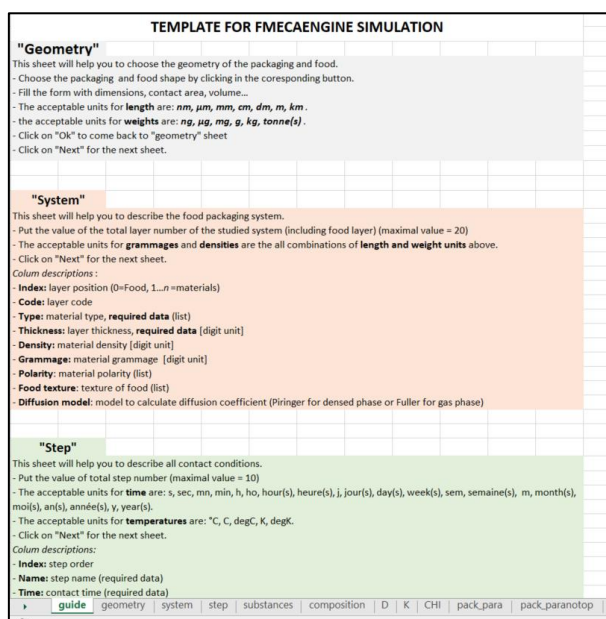 TEMPLATE FOR FMECAENGINE SIMULATION
"Geometry"
This sheet will help you to choose the geometry of the packaging and food.
- Choose the packaging and food shape by clicking in the coresponding button.
- Fill the form with dimensions, contact area, volume...
- The acceptable units for length are: nm, µm, mm, cm, dm, m, km .
- the acceptable units for weights are: ng, µg, mg, g, kg, tonne(s) .
- Click on "Ok" to come back to "geometry" sheet
- Click on "Next" for the next sheet.
"System"
This sheet will help you to describe the food packaging system.
- Put the value of the total layer number of the studied system (including food layer) (maximal value = 20)
- The acceptable units for grammages and densities are the all combinations of length and weight units above.
- Click on "Next" for the next sheet.
Colum descriptions :
- Index: layer position (0=Food, 1...n =materials)
- Code: layer code
- Type: material type, required data (list)
- Thickness: layer thickness, required data [digit unit]
- Density: material density [digit unit]
- Grammage: material grammage [digit unit]
- Polarity: material polarity (list)
- Food texture: texture of food (list)
- Diffusion model: model to calculate diffusion coefficient (Piringer for densed phase or Fuller for gas phase)
"Step"
This sheet will help you to describe all contact conditions.
- Put the value of total step number (maximal value = 10)
- The acceptable units for time are: s, sec, mn, min, h, ho, hour(s), heure(s), j, jour(s), day(s), week(s), sem, semaine(s), m, month(s),
moi(s), an(s), année(s), y, year(s).
- The acceptable units for temperatures are: °C, C, degC, K, degK.
- Click on "Next" for the next sheet.
Colum descriptions:
- Index: step order
- Name: step name (required data)
- Time: contact time (required data)
guide geometry system step substances composition D K CHI pack_para pack_paranotop